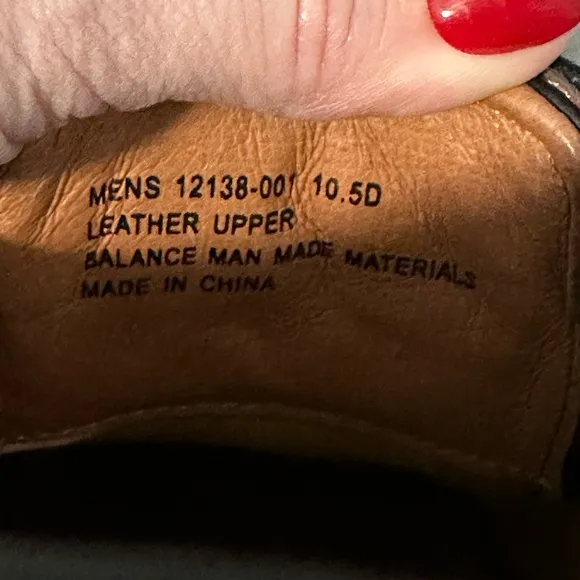 MENS 12138-001 10.5D
LEATHER UPPER
BALANCE MAN MADE MATERIALS
MADE IN CHINA